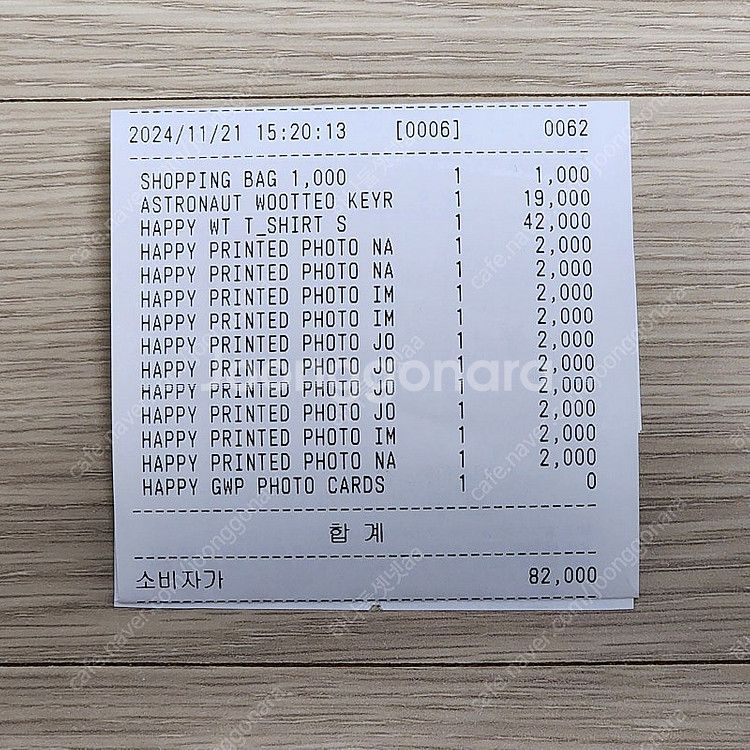 2024/11/21 15:20:13 [0006] 0062
SHOPPING BAG 1,000 1 1,000
ASTRONAUT WOOTTEO KEYR 1 19,000
HAPPY WT T_SHIRT S 1 42,000
HAPPY PRINTED PHOTO NA 1 2,000
HAPPY PRINTED PHOTO NA 1 2,000
HAPPY PRINTED PHOTO IM 1 2,000
HAPPY PRINTED PHOTO IM 1 2,000
HAPPY PRINTED PHOTO JO 1 2,000
HAPPY PRINTED PHOTO JO 1 2,000
HAPPY PRINTED PHOTO JO 1 2,000
HAPPY PRINTED PHOTO JO 1 2,000
HAPPY PRINTED PHOTO IM 1 2,000
HAPPY PRINTED PHOTO NA 1 2,000
HAPPY GWP PHOTO CARDS 1 0
합 계
소비자가 82,000
joonggonara
cafe.naver.com/joonggonara